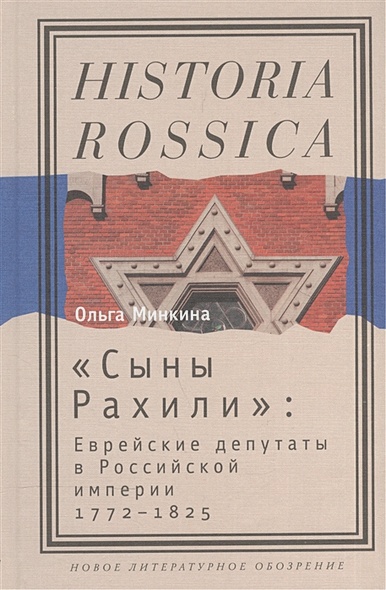 HISTORIA
ROSSICA
Ольга Минкина
«Сыны
Рахили»:
Еврейские депутаты
в Российской
империи
1772–1825
НОВОЕ ЛИТЕРАТУРНОЕ ОБОЗРЕНИЕ